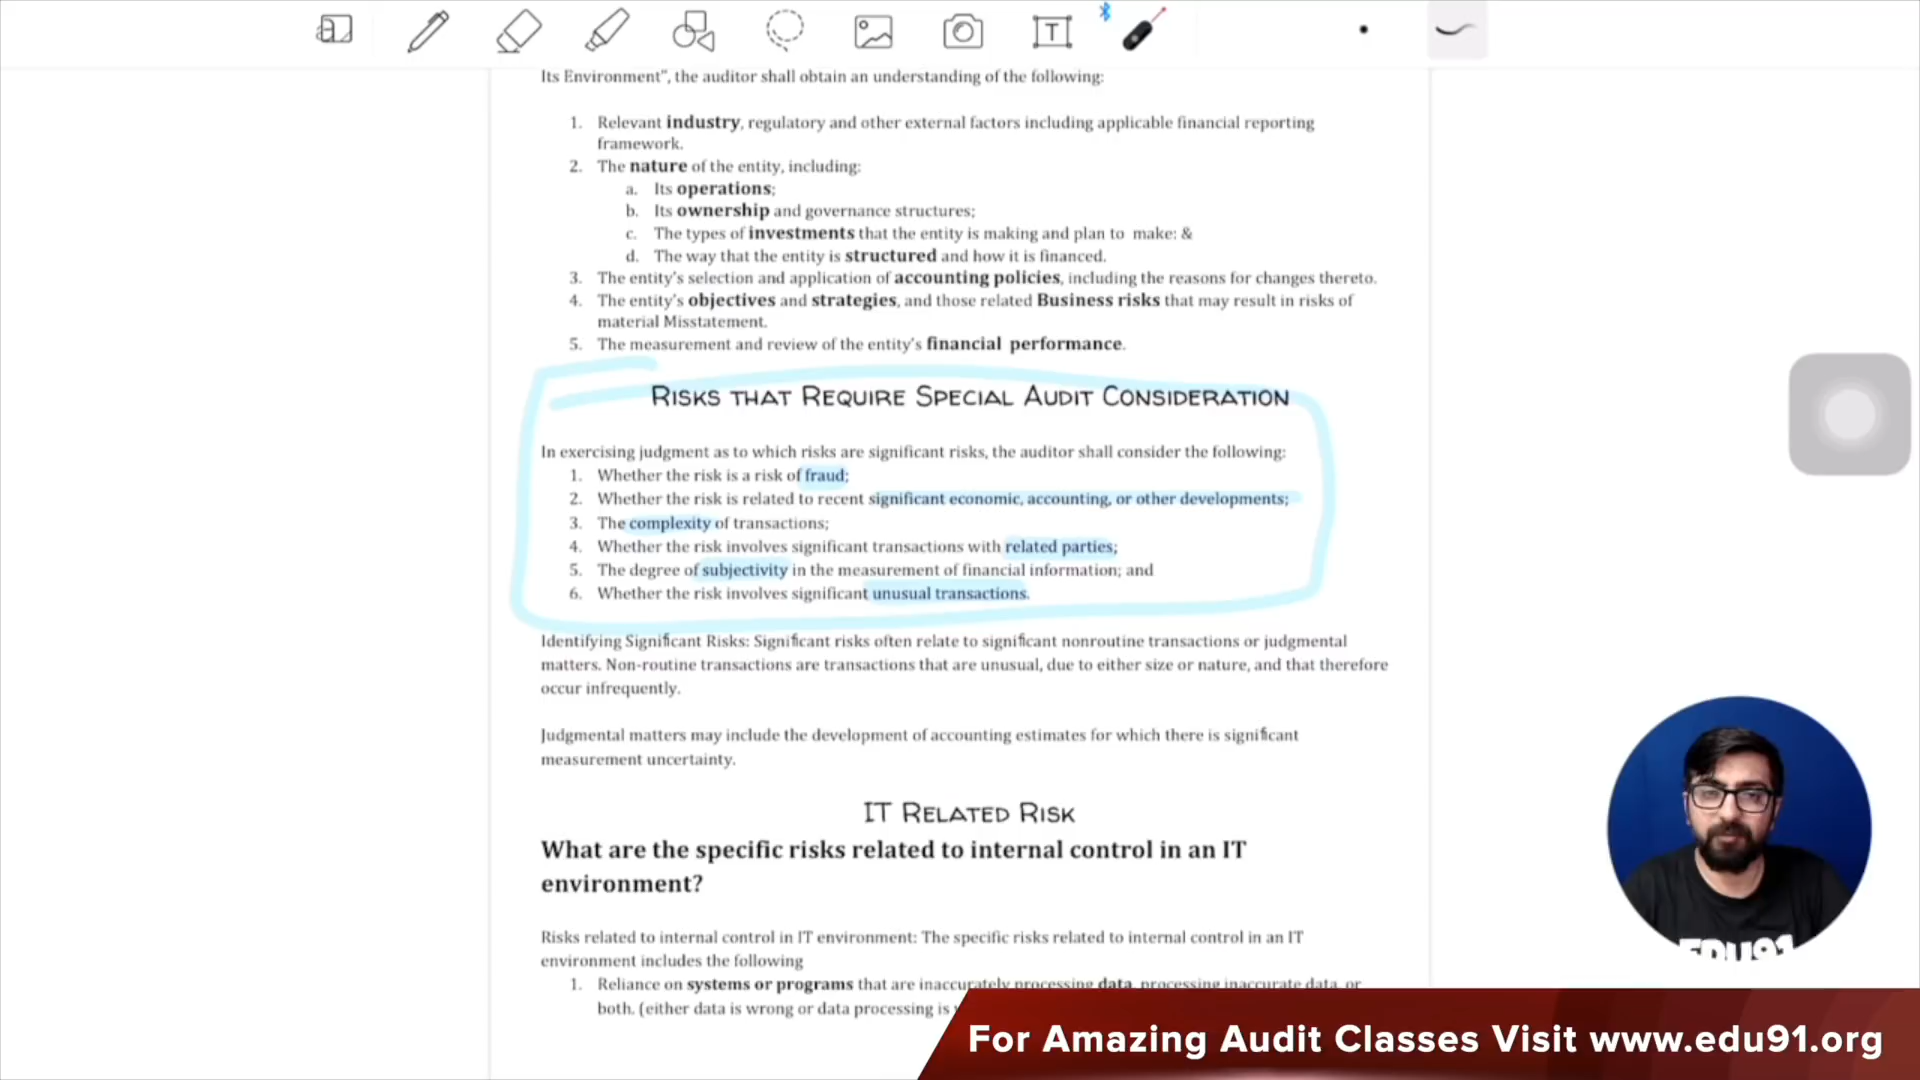 Its Environment", the auditor shall obtain an understanding of the following:
1. Relevant industry, regulatory and other external factors including applicable financial reporting
framework.
2. The nature of the entity, including:
a. Its operations;
b. Its ownership and governance structures;
c. The types of investments that the entity is making and plan to make: &
d. The way that the entity is structured and how it is financed.
3. The entity's selection and application of accounting policies, including the reasons for changes thereto.
4. The entity's objectives and strategies, and those related Business risks that may result in risks of
material Misstatement.
5. The measurement and review of the entity's financial performance.
RISKS THAT REQUIRE SPECIAL AUDIT CONSIDERATION
In exercising judgment as to which risks are significant risks, the auditor shall consider the following:
1. Whether the risk is a risk of fraud;
2. Whether the risk is related to recent significant economic, accounting, or other developments;
3. The complexity of transactions;
4. Whether the risk involves significant transactions with related parties;
5. The degree of subjectivity in the measurement of financial information; and
6. Whether the risk involves significant unusual transactions.
Identifying Significant Risks: Significant risks often relate to significant nonroutine transactions or judgmental
matters. Non-routine transactions are transactions that are unusual, due to either size or nature, and that therefore
occur infrequently.
Judgmental matters may include the development of accounting estimates for which there is significant
measurement uncertainty.
IT RELATED RISK
What are the specific risks related to internal control in an IT
environment?
Risks related to internal control in IT environment: The specific risks related to internal control in an IT
environment includes the following
1. Reliance on systems or programs that are inaccurately processing data, processing inaccurate data, or
both. (either data is wrong or data processing is
EDU91
For Amazing Audit Classes Visit www.edu91.org